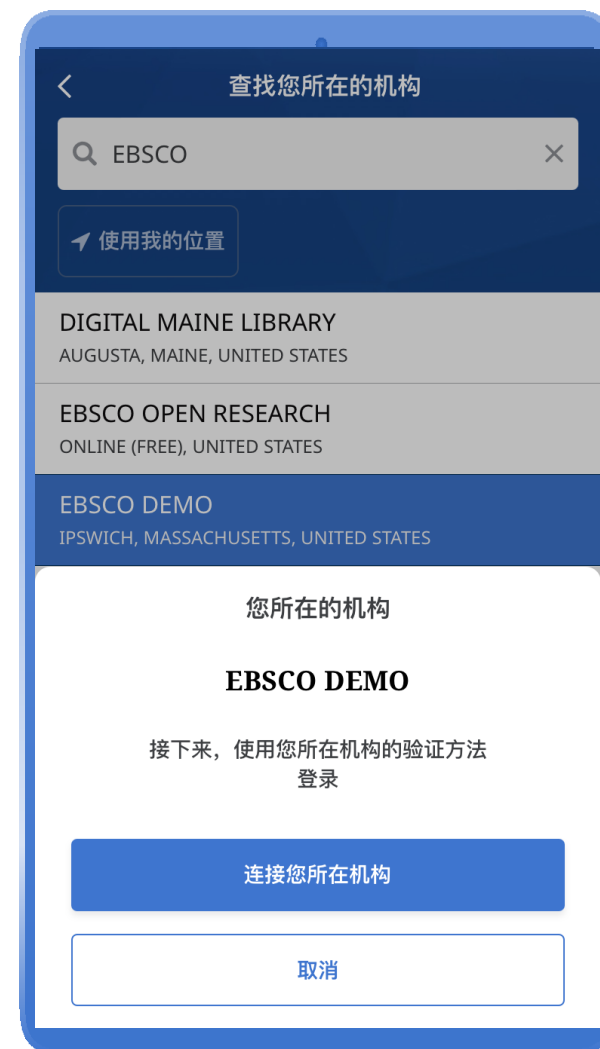 查找您所在的机构
EBSCO
使用我的位置
DIGITAL MAINE LIBRARY
AUGUSTA, MAINE, UNITED STATES
EBSCO OPEN RESEARCH
ONLINE (FREE), UNITED STATES
EBSCO DEMO
IPSWICH, MASSACHUSETTS, UNITED STATES
您所在的机构
EBSCO DEMO
接下来，使用您所在机构的验证方法
登录
连接您所在机构
取消